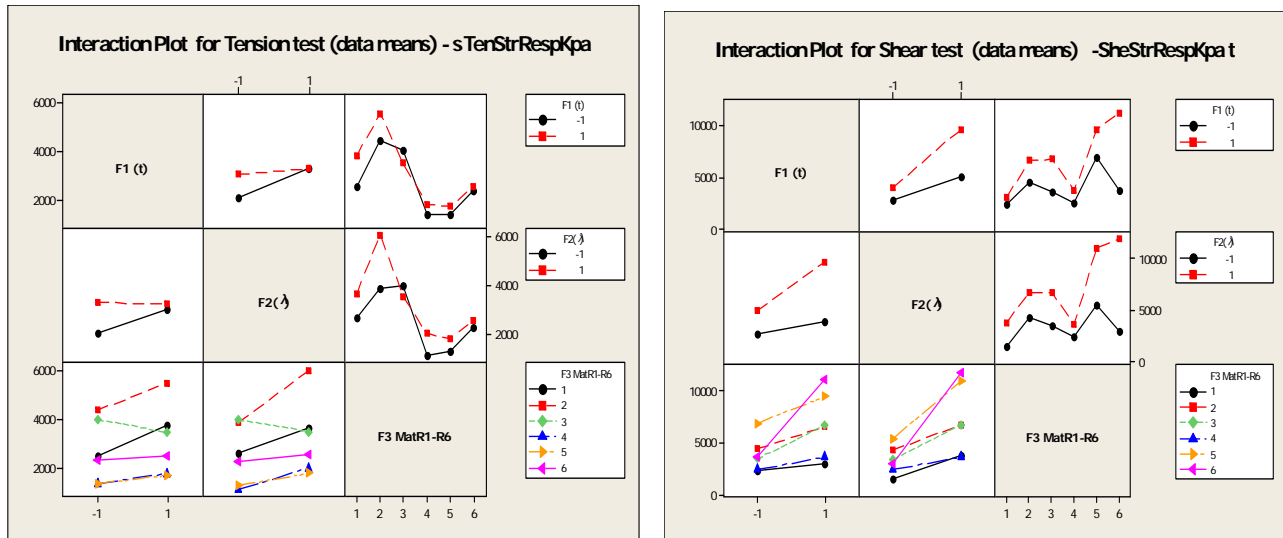 Interaction Plot for Tension test (data means) - sTenStrRespKpa
-1 1
6000
4000
2000
F1 (t)
F1 (t)
-1
1
F2(λ)
6000
4000
2000
F2(λ)
-1
1
6000
4000
2000
F3 MatR1-R6
F3 MatR1-R6
1
2
3
4
5
6
-1 1
-1 1
1 2 3 4 5 6
Interaction Plot for Shear test (data means) -SheStrRespKpa t
-1 1
10000
5000
0
F1 (t)
F1 (t)
-1
1
F2(λ)
10000
5000
0
F2(λ)
-1
1
10000
5000
0
F3 MatR1-R6
F3 MatR1-R6
1
2
3
4
5
6
-1 1
1 2 3 4 5 6